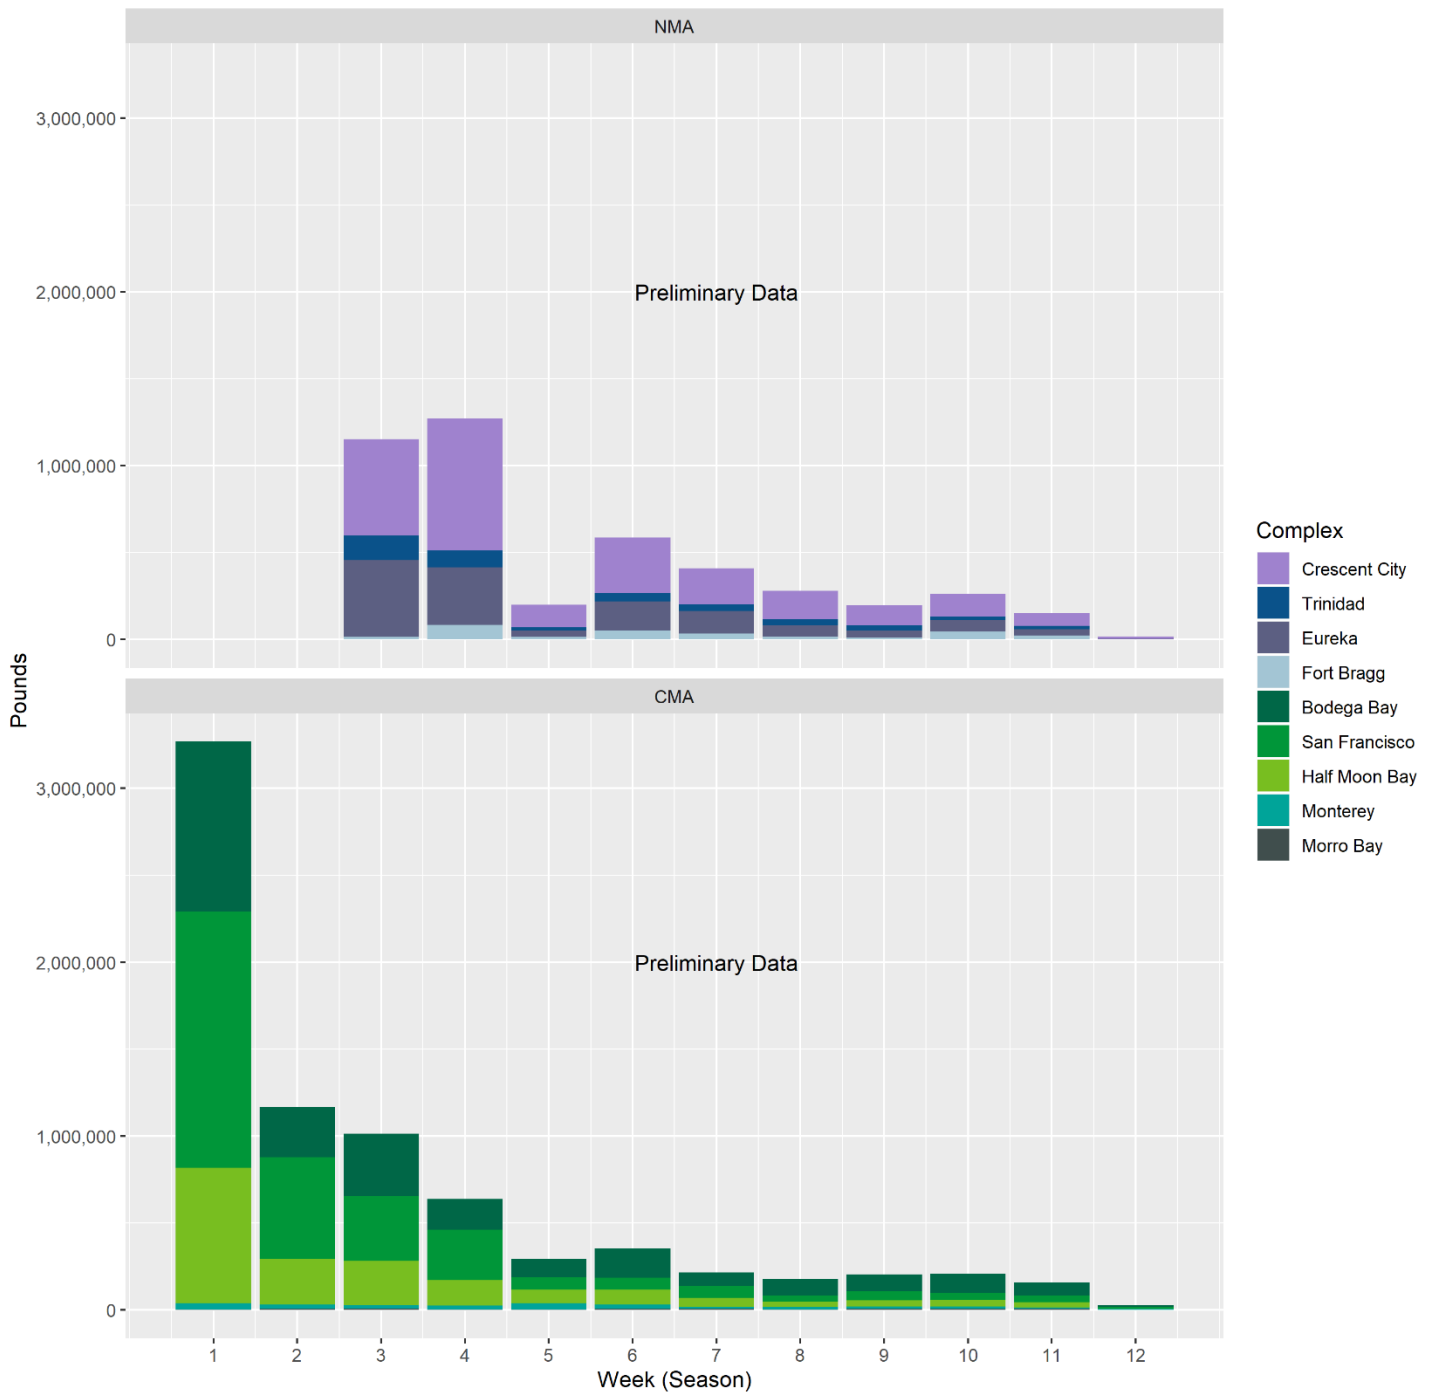 NMA
3,000,000
2,000,000
1,000,000
0
Preliminary Data
Pounds
CMA
3,000,000
2,000,000
1,000,000
0
Preliminary Data
1 2 3 4 5 6 7 8 9 10 11 12
Week (Season)
Complex
Crescent City
Trinidad
Eureka
Fort Bragg
Bodega Bay
San Francisco
Half Moon Bay
Monterey
Morro Bay